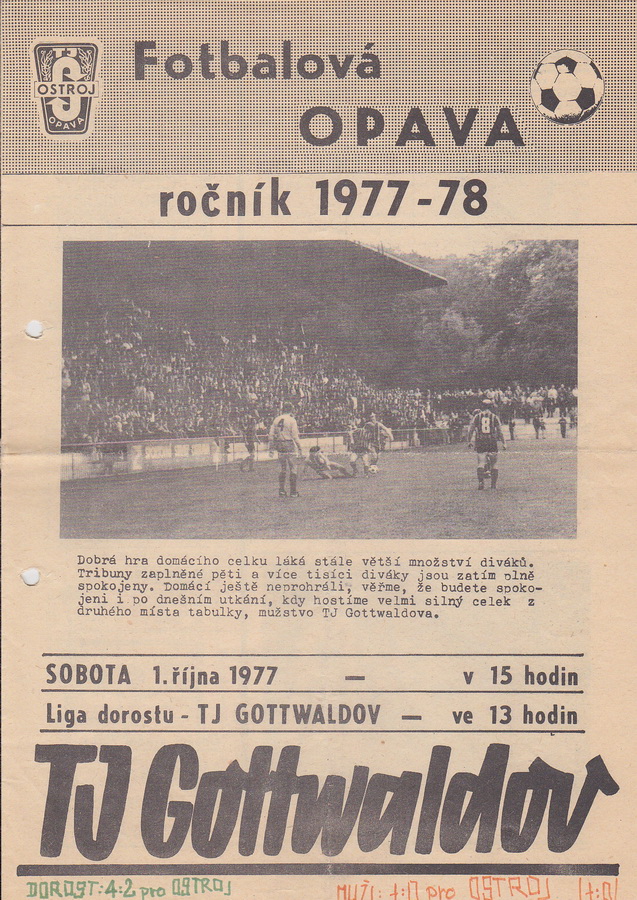 TJ
OSTROJ
OPAVA
Fotbalová
OPAVA
ročník 1977-78
8
Dobrá hra domácího celku láká stále větší množství diváků.
Tribuny zaplněné pěti a více tisíci diváky jsou zatím plně
spokojeny. Domácí ještě neprohráli, věřme, že budete spoko-
jeni i po dnešním utkání, kdy hostíme velmi silný celek z
druhého místa tabulky, mužstvo TJ Gottwaldova.
SOBOTA 1. října 1977 — v 15 hodin
Liga dorostu - TJ GOTTWALDOV — ve 13 hodin
TJ Gottwaldov
DOROST: 4:2 pro OSTROJ
MUŽI: 1:0 pro OSTROJ (1:0)